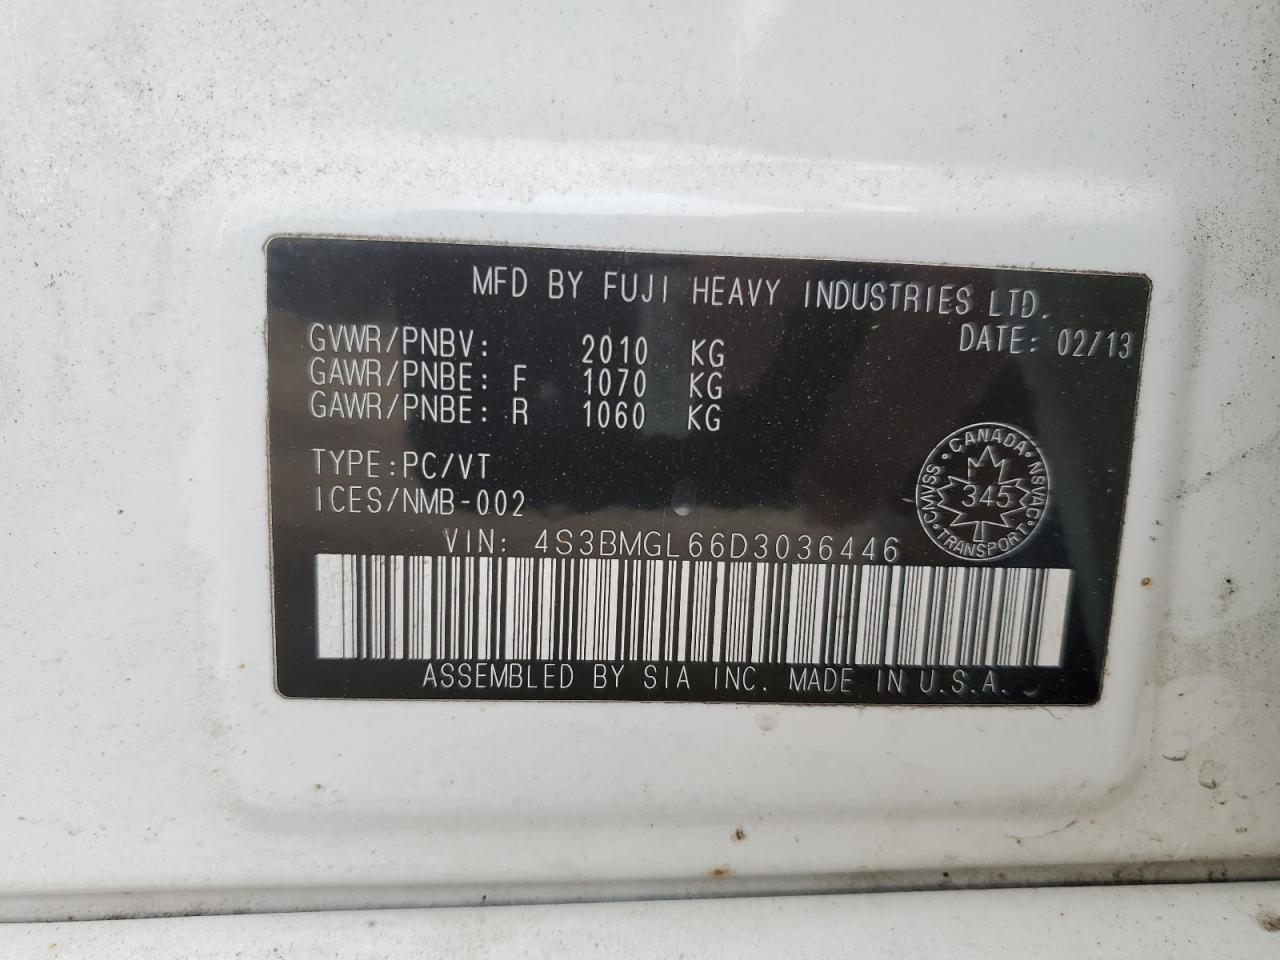 MFD BY FUJI HEAVY INDUSTRIES LTD.
DATE: 02/13
GVWR/PNBV: 2010 KG
GAWR/PNBE: F 1070 KG
GAWR/PNBE: R 1060 KG
TYPE:PC/VT
ICES/NMB-002
CANADA · NSVAC · TRANSPORT · CMVSS ·
345
VIN: 4S3BMGL66D3036446
ASSEMBLED BY SIA INC. MADE IN U.S.A.